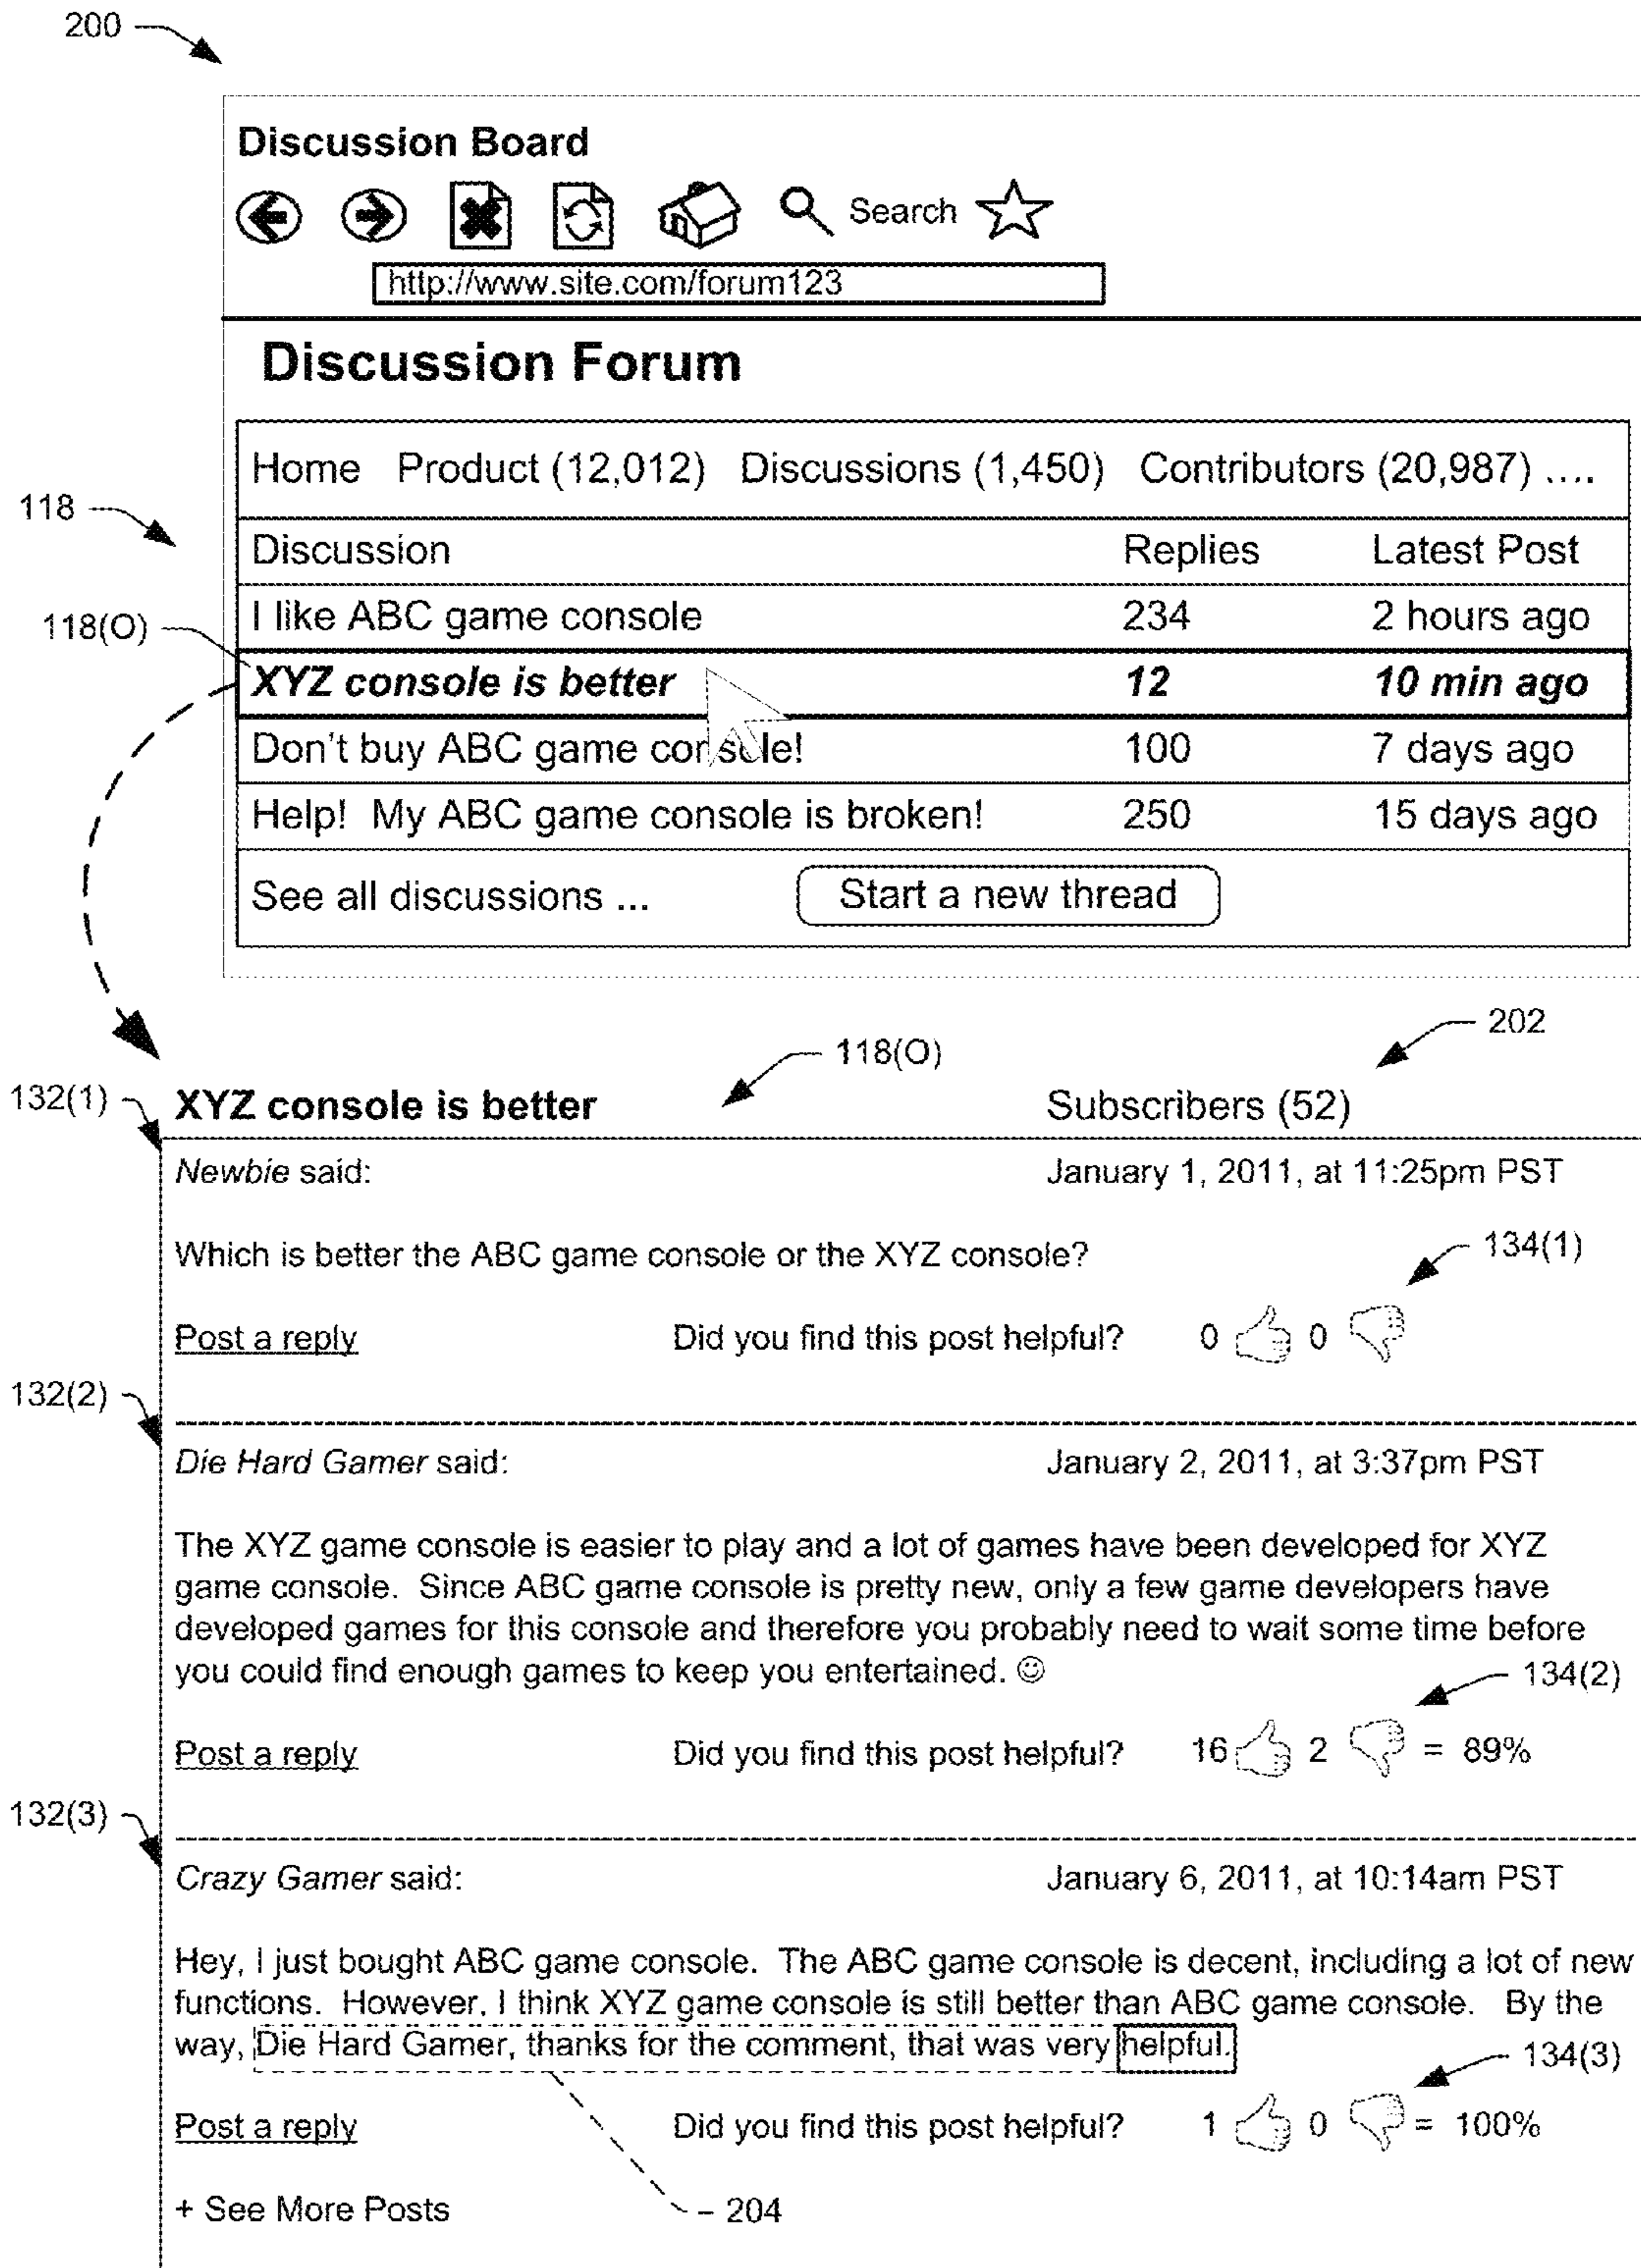 200
Discussion Board
Search
http://www.site.com/forum123
Discussion Forum
Home Product (12,012) Discussions (1,450) Contributors (20,987) ....
118
Discussion Replies Latest Post
I like ABC game console 234 2 hours ago
118(O)
XYZ console is better 12 10 min ago
Don't buy ABC game console! 100 7 days ago
Help! My ABC game console is broken! 250 15 days ago
See all discussions ... Start a new thread
202
118(O)
132(1)
XYZ console is better Subscribers (52)
Newbie said: January 1, 2011, at 11:25pm PST
134(1)
Which is better the ABC game console or the XYZ console?
Post a reply Did you find this post helpful? 0 0
132(2)
Die Hard Gamer said: January 2, 2011, at 3:37pm PST
The XYZ game console is easier to play and a lot of games have been developed for XYZ
game console. Since ABC game console is pretty new, only a few game developers have
developed games for this console and therefore you probably need to wait some time before
you could find enough games to keep you entertained. ☺
134(2)
Post a reply Did you find this post helpful? 16 2 = 89%
132(3)
Crazy Gamer said: January 6, 2011, at 10:14am PST
Hey, I just bought ABC game console. The ABC game console is decent, including a lot of new
functions. However, I think XYZ game console is still better than ABC game console. By the
way, Die Hard Gamer, thanks for the comment, that was very helpful.
134(3)
Post a reply Did you find this post helpful? 1 0 = 100%
+ See More Posts
204